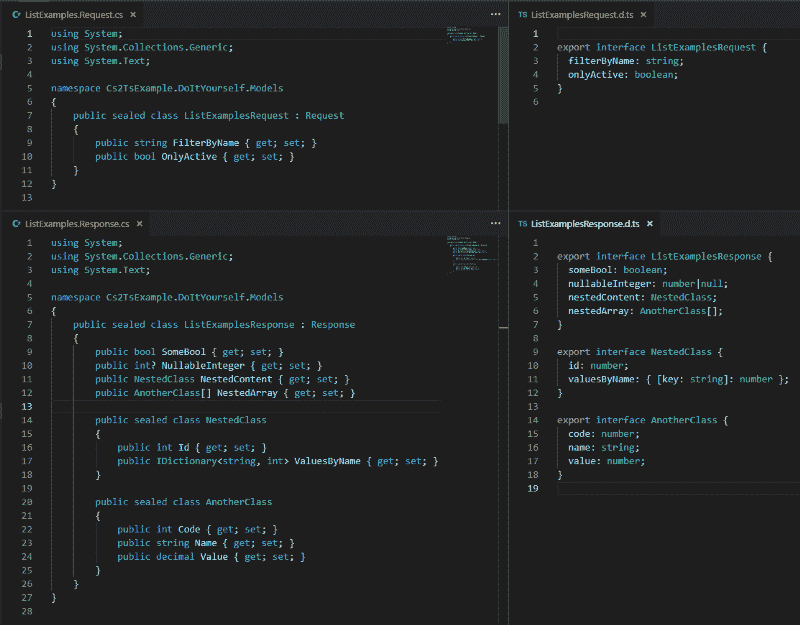 ListExamples.Request.cs ×
1 using System;
2 using System.Collections.Generic;
3 using System.Text;
4
5 namespace Cs2TsExample.DoItYourself.Models
6 {
7     public sealed class ListExamplesRequest : Request
8     {
9         public string FilterByName { get; set; }
10         public bool OnlyActive { get; set; }
11     }
12 }
13
TS ListExamplesRequest.d.ts ×
1
2 export interface ListExamplesRequest {
3   filterByName: string;
4   onlyActive: boolean;
5 }
6
ListExamples.Response.cs ×
1 using System;
2 using System.Collections.Generic;
3 using System.Text;
4
5 namespace Cs2TsExample.DoItYourself.Models
6 {
7     public sealed class ListExamplesResponse : Response
8     {
9         public bool SomeBool { get; set; }
10         public int? NullableInteger { get; set; }
11         public NestedClass NestedContent { get; set; }
12         public AnotherClass[] NestedArray { get; set; }
13
14         public sealed class NestedClass
15         {
16             public int Id { get; set; }
17             public IDictionary<string, int> ValuesByName { get; set; }
18         }
19
20         public sealed class AnotherClass
21         {
22             public int Code { get; set; }
23             public string Name { get; set; }
24             public decimal Value { get; set; }
25         }
26     }
27 }
28
TS ListExamplesResponse.d.ts ×
1
2 export interface ListExamplesResponse {
3   someBool: boolean;
4   nullableInteger: number|null;
5   nestedContent: NestedClass;
6   nestedArray: AnotherClass[];
7 }
8
9 export interface NestedClass {
10   id: number;
11   valuesByName: { [key: string]: number };
12 }
13
14 export interface AnotherClass {
15   code: number;
16   name: string;
17   value: number;
18 }
19